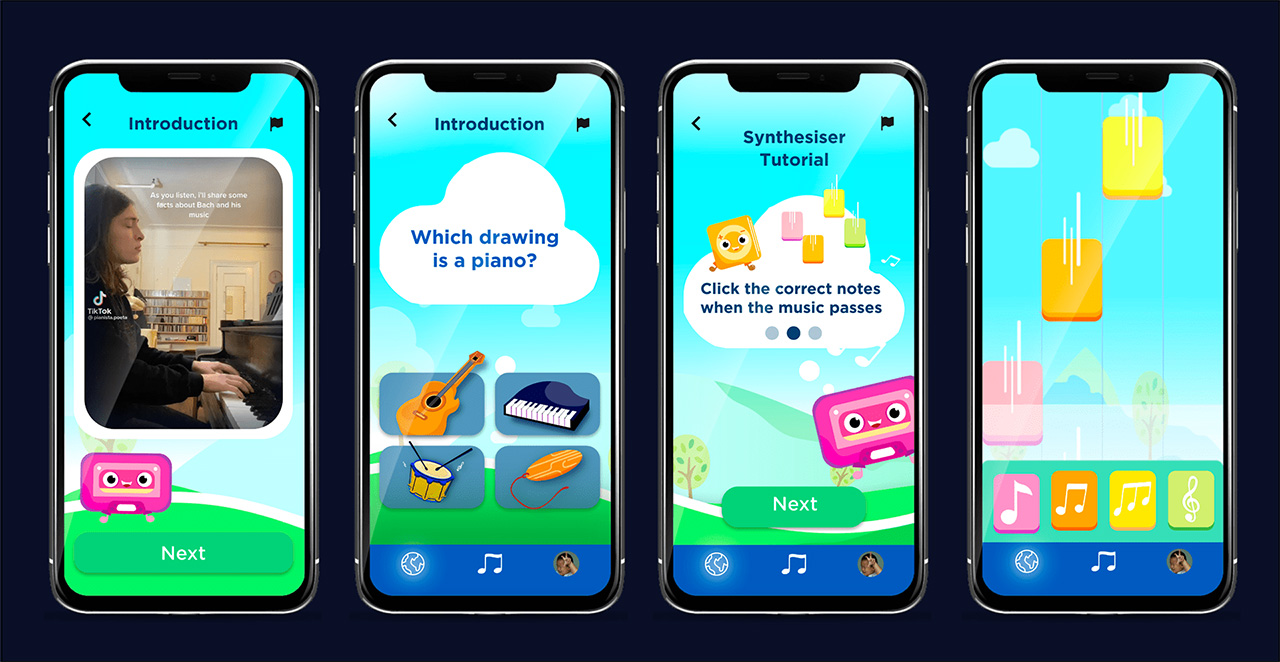 Introduction
As you listen, i'll share some
facts about Bach and his
music
TikTok
@ pianista.poeta
Next
Introduction
Which drawing
is a piano?
Synthesiser
Tutorial
Click the correct notes
when the music passes
Next